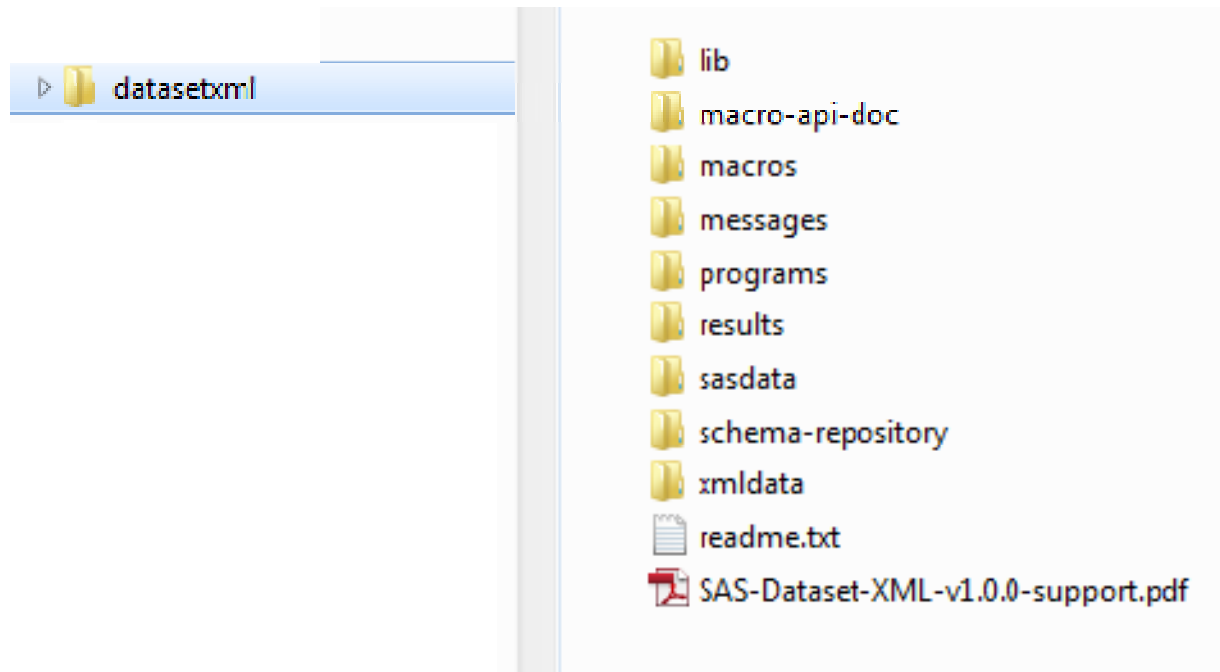 datasetxml
lib
macro-api-doc
macros
messages
programs
results
sasdata
schema-repository
xmldata
readme.txt
SAS-Dataset-XML-v1.0.0-support.pdf